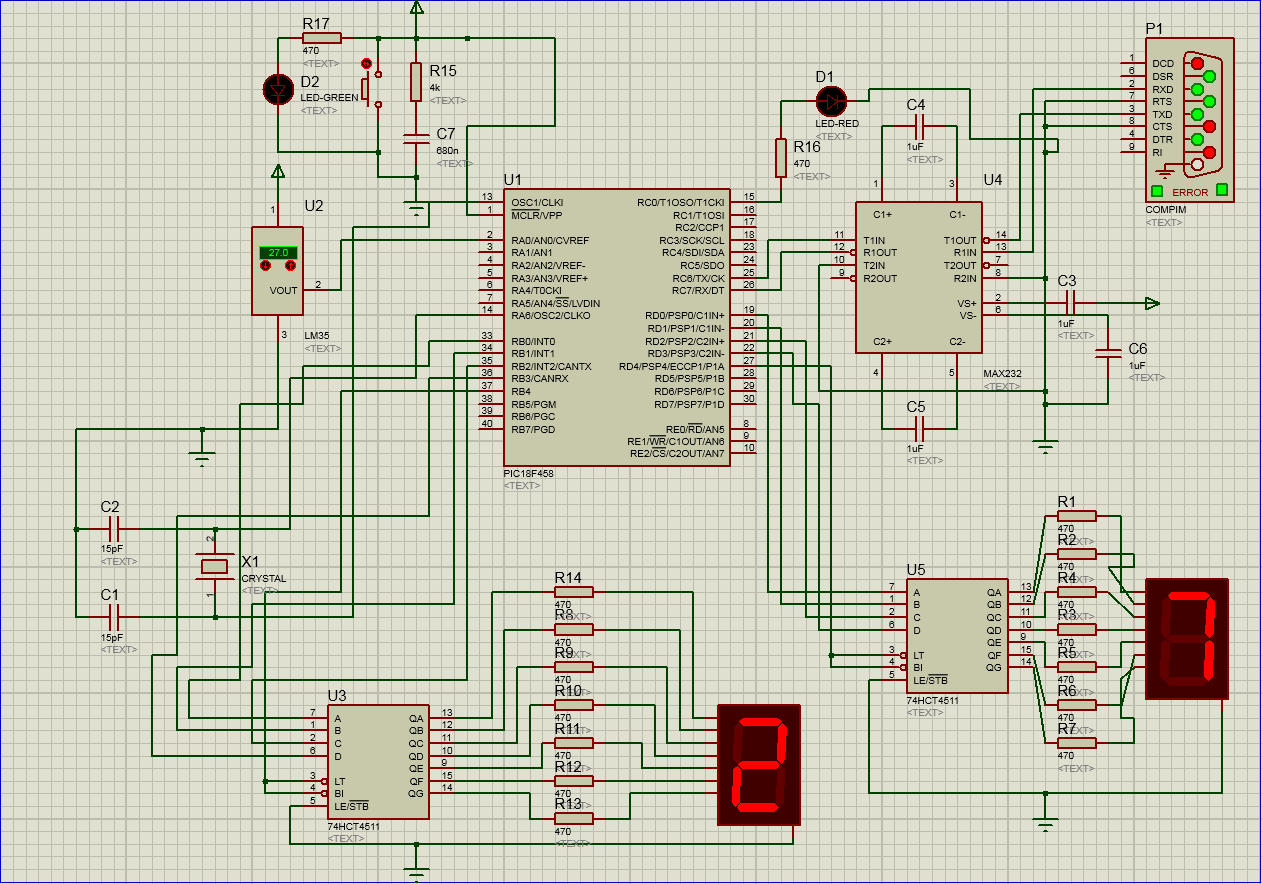 R17
470
<TEXT>
D2
LED-GREEN
<TEXT>
R15
4k
<TEXT>
C7
680n
<TEXT>
D1
LED-RED
<TEXT>
R16
470
<TEXT>
C4
1uF
<TEXT>
P1
1 DCD
6 DSR
2 RXD
7 RTS
3 TXD
8 CTS
4 DTR
9 RI
ERROR
COMPIM
<TEXT>
U2
1
27.0
VOUT 2
3
LM35
<TEXT>
U1
13 OSC1/CLKI RC0/T1OSO/T1CKI 15
1 MCLR/VPP RC1/T1OSI 16
RC2/CCP1 17
2 RA0/AN0/CVREF RC3/SCK/SCL 18
3 RA1/AN1 RC4/SDI/SDA 23
4 RA2/AN2/VREF- RC5/SDO 24
5 RA3/AN3/VREF+ RC6/TX/CK 25
6 RA4/T0CKI RC7/RX/DT 26
7 RA5/AN4/SS/LVDIN
14 RA6/OSC2/CLKO RD0/PSP0/C1IN+ 19
RD1/PSP1/C1IN- 20
33 RB0/INT0 RD2/PSP2/C2IN+ 21
34 RB1/INT1 RD3/PSP3/C2IN- 22
35 RB2/INT2/CANTX RD4/PSP4/ECCP1/P1A 27
36 RB3/CANRX RD5/PSP5/P1B 28
37 RB4 RD6/PSP6/P1C 29
38 RB5/PGM RD7/PSP7/P1D 30
39 RB6/PGC
40 RB7/PGD RE0/RD/AN5 8
RE1/WR/C1OUT/AN6 9
RE2/CS/C2OUT/AN7 10
PIC18F458
<TEXT>
U4
1 3
C1+ C1-
11 T1IN T1OUT 14
12 R1OUT R1IN 13
10 T2IN T2OUT 7
9 R2OUT R2IN 8
VS+ 2
VS- 6
C2+ C2-
4 5
MAX232
<TEXT>
C3
1uF
<TEXT>
C6
1uF
<TEXT>
C5
1uF
<TEXT>
C2
15pF
<TEXT>
X1
CRYSTAL
<TEXT>
2
1
C1
15pF
<TEXT>
R14
470
<TEXT>
R8
470
<TEXT>
R9
470
<TEXT>
R10
470
<TEXT>
R11
470
<TEXT>
R12
470
<TEXT>
R13
470
<TEXT>
U3
7 A QA 13
1 B QB 12
2 C QC 11
6 D QD 10
QE 9
3 LT QF 15
4 BI QG 14
5 LE/STB
74HCT4511
<TEXT>
2
U5
7 A QA 13
1 B QB 12
2 C QC 11
6 D QD 10
QE 9
3 LT QF 15
4 BI QG 14
5 LE/STB
74HCT4511
<TEXT>
R1
470
<TEXT>
R2
470
<TEXT>
R4
470
<TEXT>
R3
470
<TEXT>
R5
470
<TEXT>
R6
470
<TEXT>
R7
470
<TEXT>
7